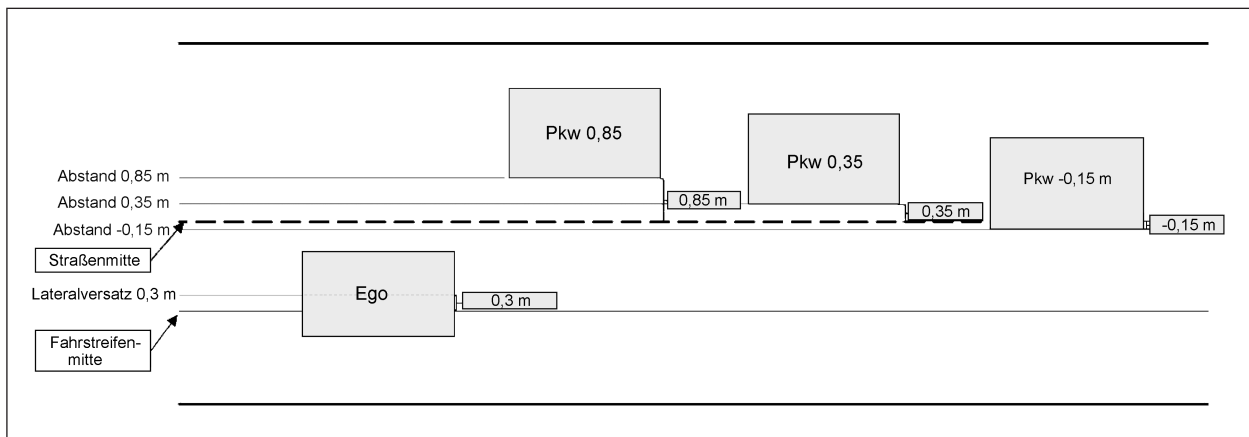 Pkw 0,85
Pkw 0,35
Pkw -0,15 m
Abstand 0,85 m
0,85 m
Abstand 0,35 m
0,35 m
Abstand -0,15 m
-0,15 m
Straßenmitte
Lateralversatz 0,3 m
Ego
0,3 m
Fahrstreifen-
mitte